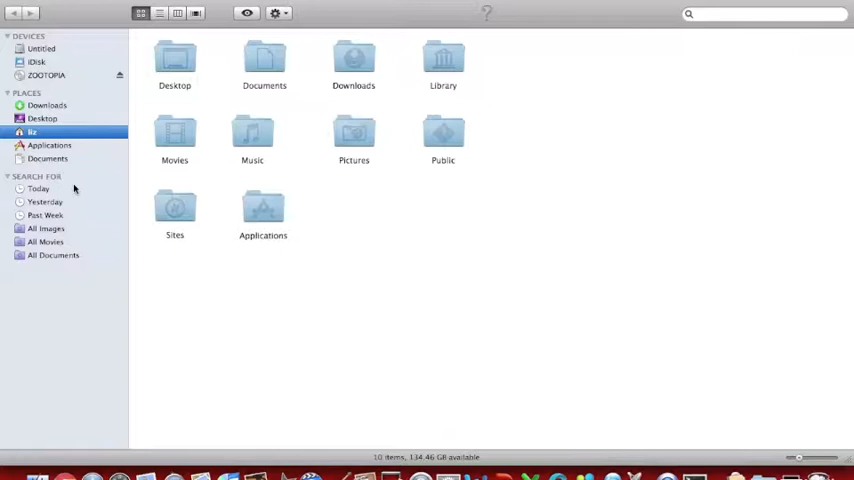 DEVICES
Untitled
iDisk
ZOOTOPIA
PLACES
Downloads
Desktop
liz
Applications
Documents
SEARCH FOR
Today
Yesterday
Past Week
All Images
All Movies
All Documents
?
Desktop Documents Downloads Library
Movies Music Pictures Public
Sites Applications
10 items, 134.46 GB available